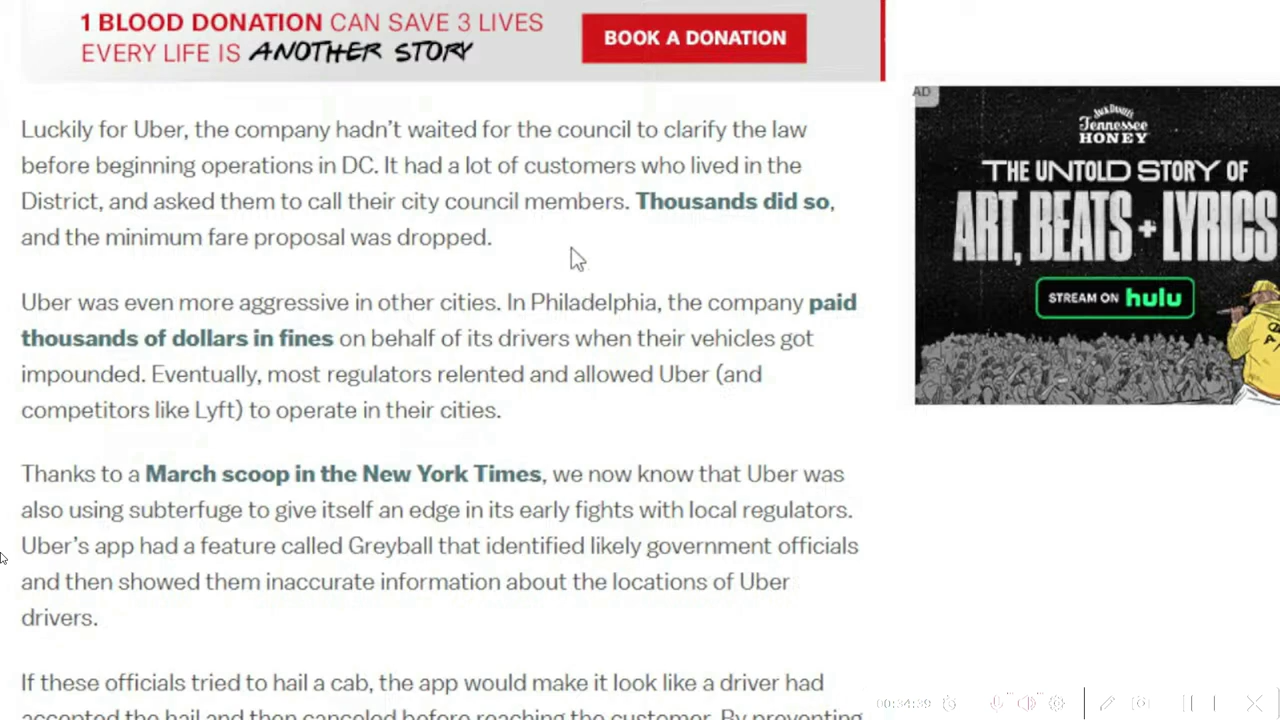 1 BLOOD DONATION CAN SAVE 3 LIVES
EVERY LIFE IS ANOTHER STORY
BOOK A DONATION
Luckily for Uber, the company hadn't waited for the council to clarify the law
before beginning operations in DC. It had a lot of customers who lived in the
District, and asked them to call their city council members. Thousands did so,
and the minimum fare proposal was dropped.
Uber was even more aggressive in other cities. In Philadelphia, the company paid
thousands of dollars in fines on behalf of its drivers when their vehicles got
impounded. Eventually, most regulators relented and allowed Uber (and
competitors like Lyft) to operate in their cities.
Thanks to a March scoop in the New York Times, we now know that Uber was
also using subterfuge to give itself an edge in its early fights with local regulators.
Uber's app had a feature called Greyball that identified likely government officials
and then showed them inaccurate information about the locations of Uber
drivers.
If these officials tried to hail a cab, the app would make it look like a driver had
accepted the hail and then canceled before reaching the customer. By preventing
AD
JACK DANIEL'S
Tennessee
HONEY
THE UNTOLD STORY OF
ART, BEATS + LYRICS
STREAM ON hulu
00:34:39